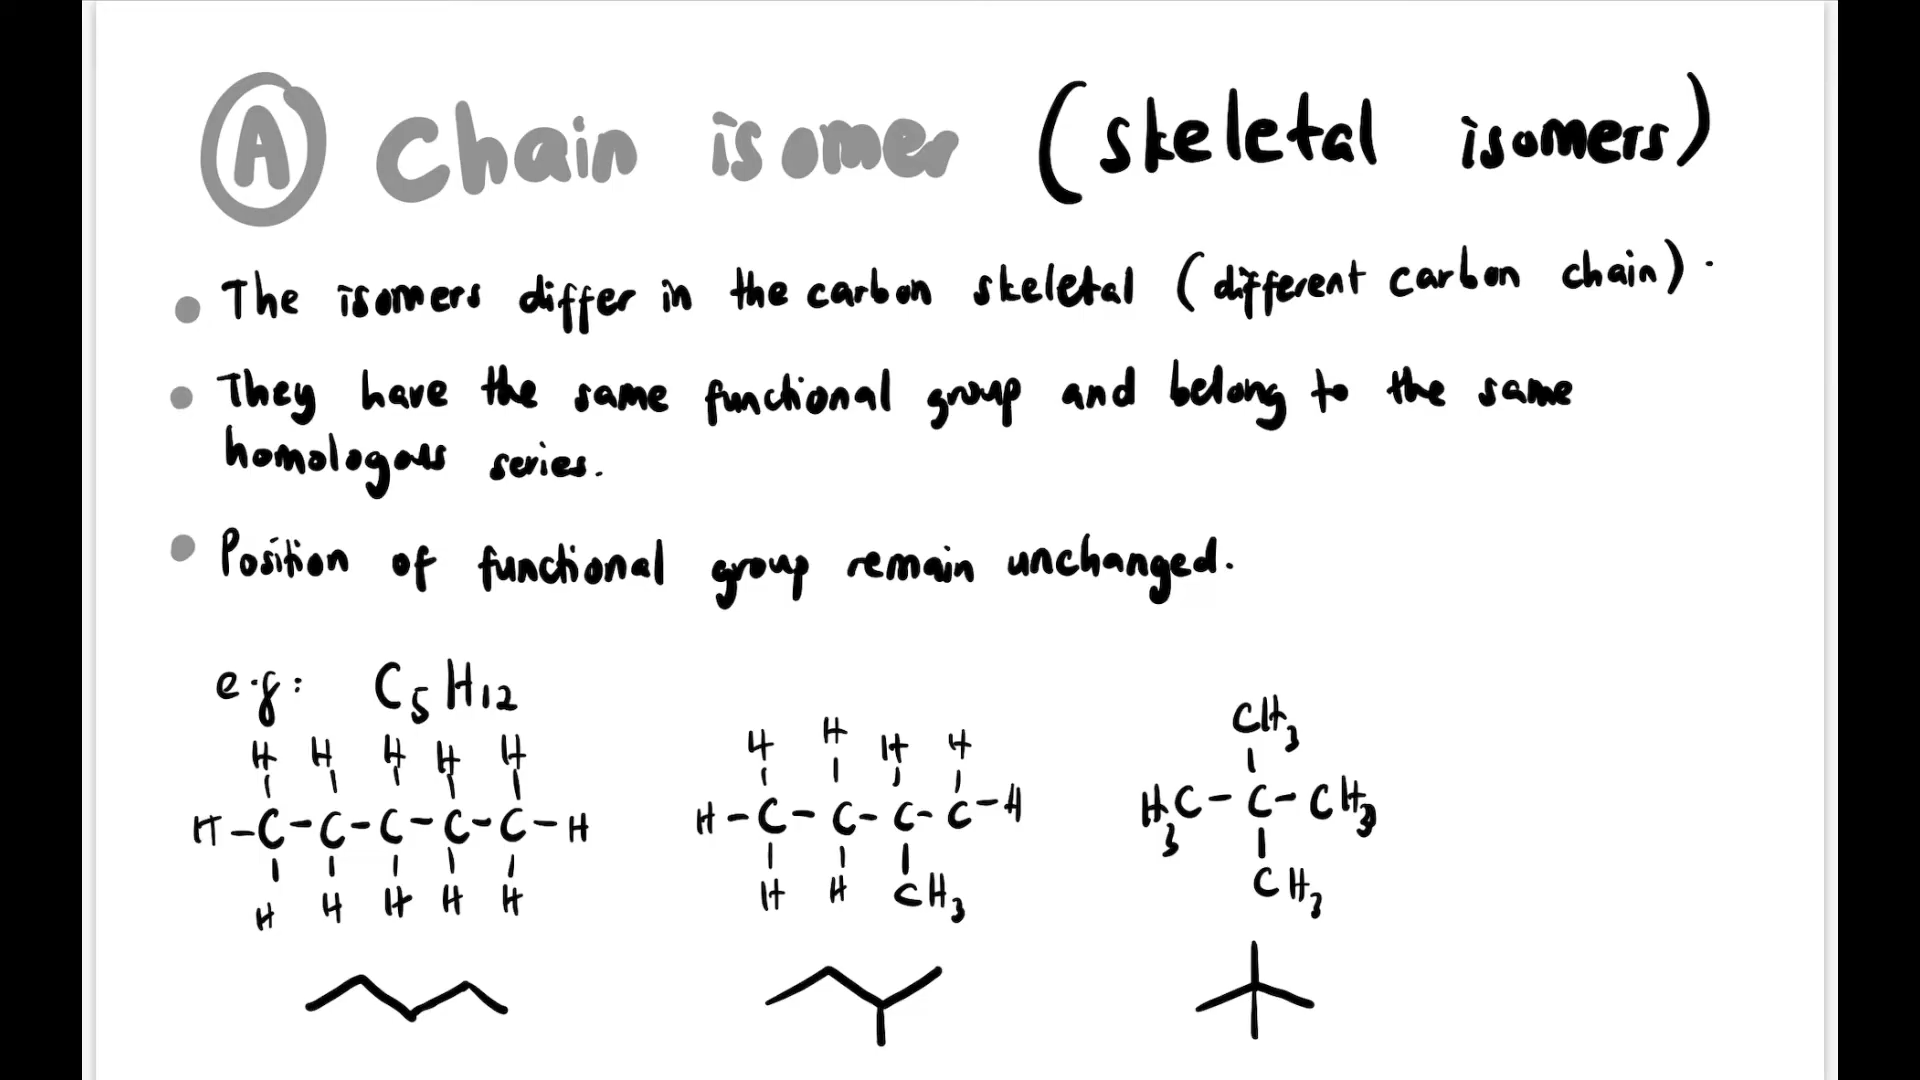 A Chain isomer (skeletal isomers)
The isomers differ in the carbon skeletal (different carbon chain).
They have the same functional group and belong to the same
homologous series.
Position of functional group remain unchanged.
e.g: C5H12
H H H H H
H-C-C-C-C-C-H
H H H H H
H H H H
H-C-C-C-C-H
H H CH3
CH3
H3C-C-CH3
CH3